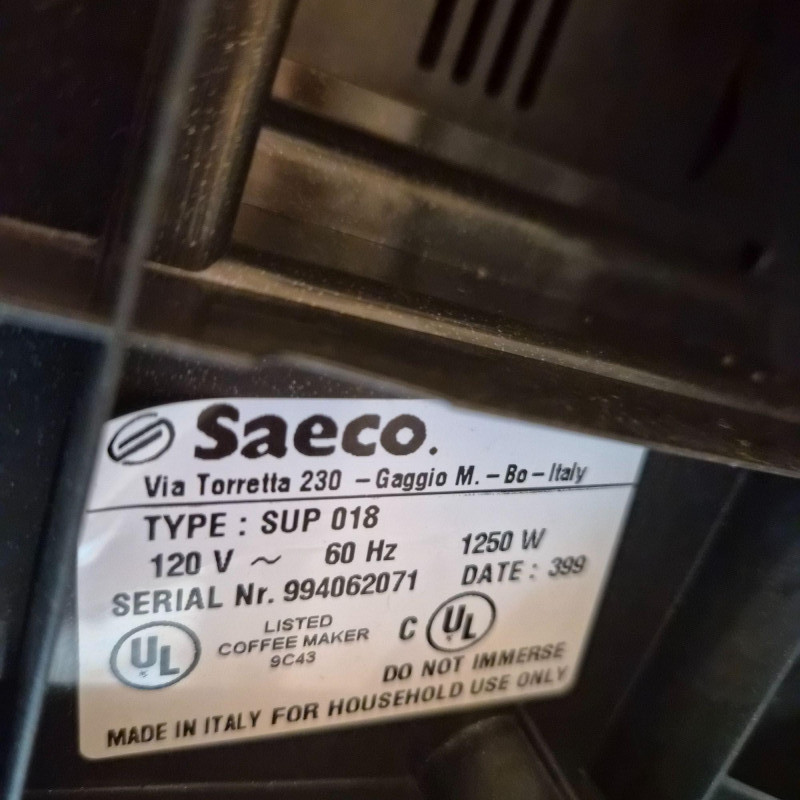 Saeco.
Via Torretta 230 - Gaggio M. - Bo - Italy
TYPE : SUP 018
120 V ~ 60 Hz 1250 W
SERIAL Nr. 994062071 DATE : 399
UL LISTED COFFEE MAKER 9C43 C UL
DO NOT IMMERSE
MADE IN ITALY FOR HOUSEHOLD USE ONLY